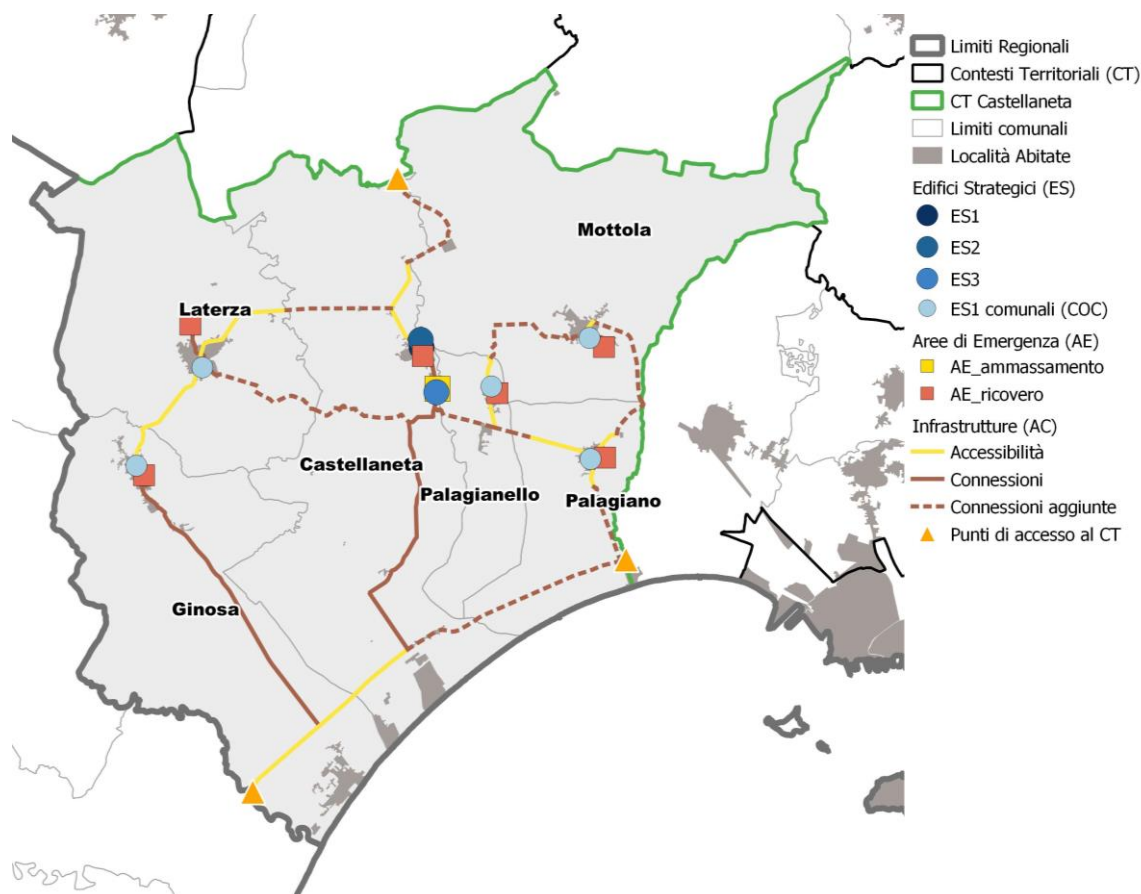 Limiti Regionali
Contesti Territoriali (CT)
CT Castellaneta
Limiti comunali
Località Abitate
Edifici Strategici (ES)
ES1
ES2
ES3
ES1 comunali (COC)
Aree di Emergenza (AE)
AE_ammassamento
AE_ricovero
Infrastrutture (AC)
Accessibilità
Connessioni
Connessioni aggiunte
Punti di accesso al CT
Mottola
Laterza
Castellaneta
Palagianello
Palagiano
Ginosa